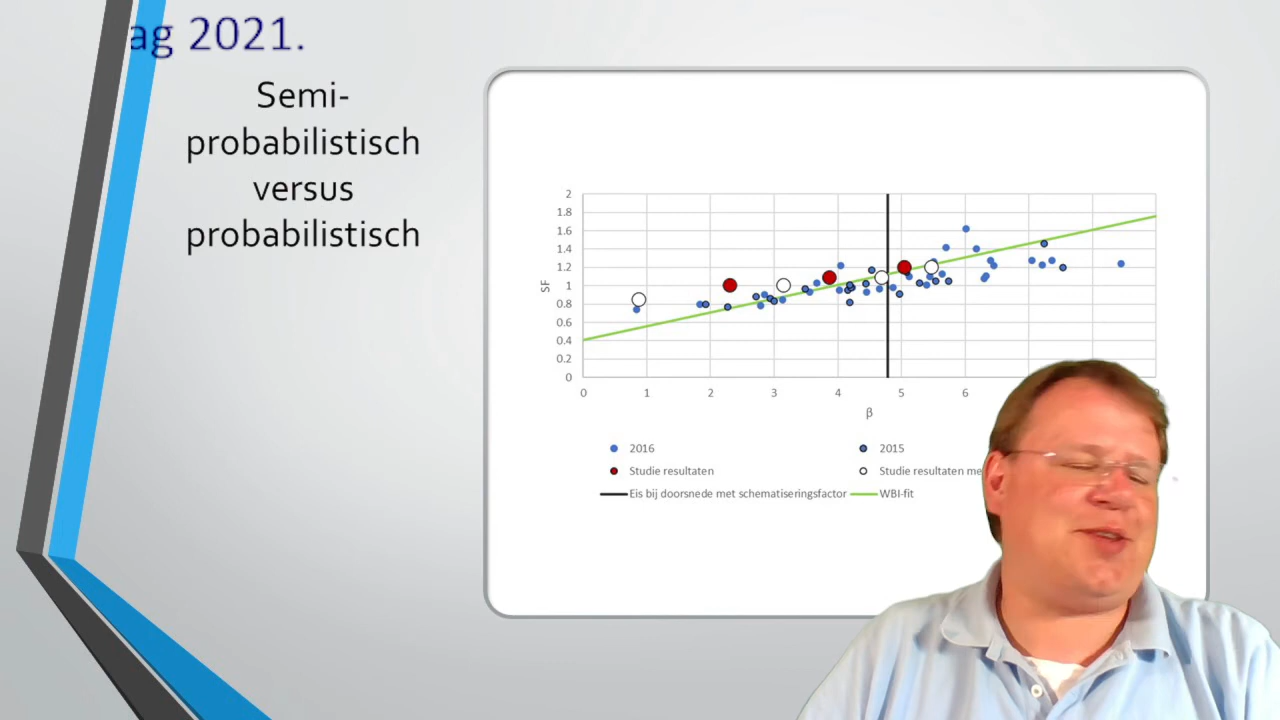 ag 2021.
Semi-
probabilistisch
versus
probabilistisch
2
1.8
1.6
1.4
1.2
1
0.8
0.6
0.4
0.2
0
SF
0 1 2 3 4 5 6
β
2016 2015
Studie resultaten Studie resultaten
Eis bij doorsnede met schematiseringsfactor WBI-fit